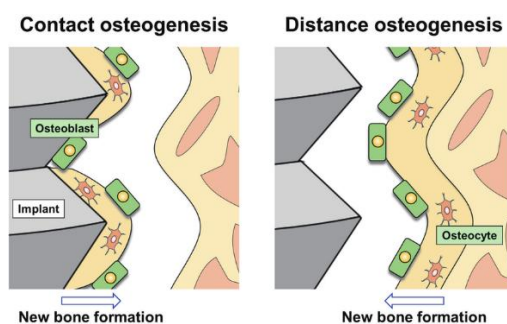 Contact osteogenesis
Distance osteogenesis
Osteoblast
Implant
Osteocyte
New bone formation
New bone formation